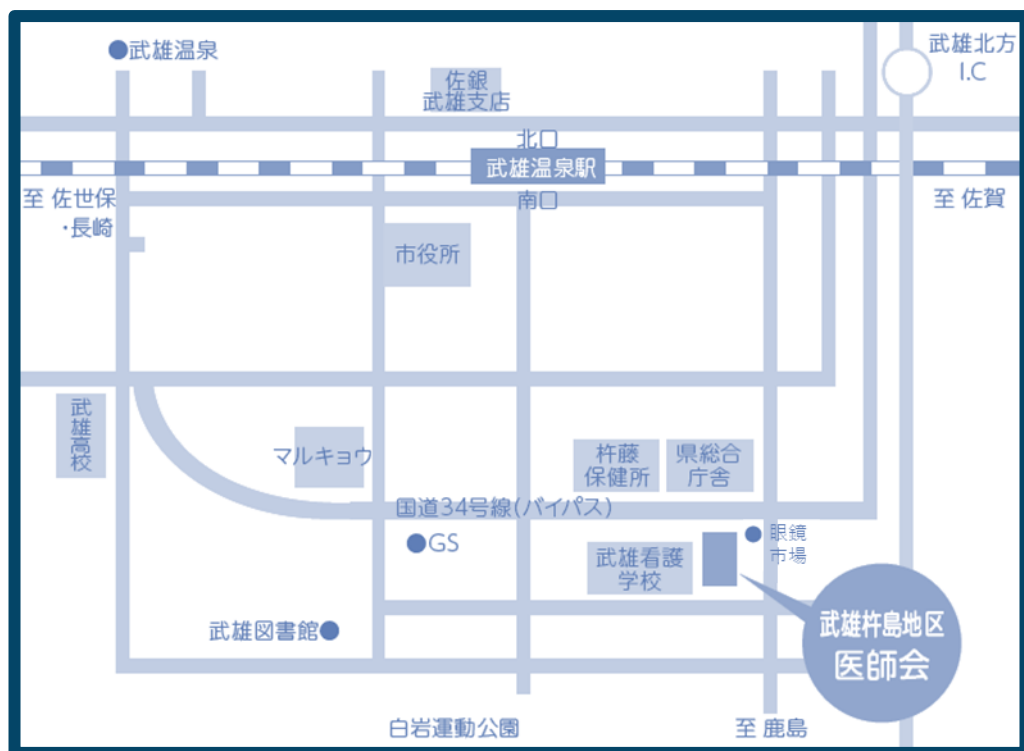 武雄温泉
武雄北方
I.C
佐銀
武雄支店
北口
武雄温泉駅
南口
至 佐世保
・長崎
至 佐賀
市役所
武雄高校
マルキョウ
杵藤
保健所
県総合
庁舎
国道34号線(バイパス)
GS
眼鏡
市場
武雄看護
学校
武雄杵島地区
医師会
武雄図書館
白岩運動公園
至 鹿島